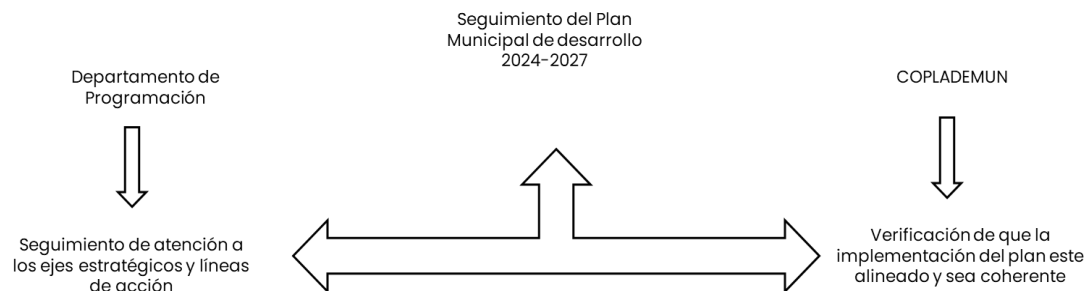 Seguimiento del Plan
Municipal de desarrollo
2024-2027
Departamento de
Programación
COPLADEMUN
Seguimiento de atención a
los ejes estratégicos y líneas
de acción
Verificación de que la
implementación del plan este
alineado y sea coherente